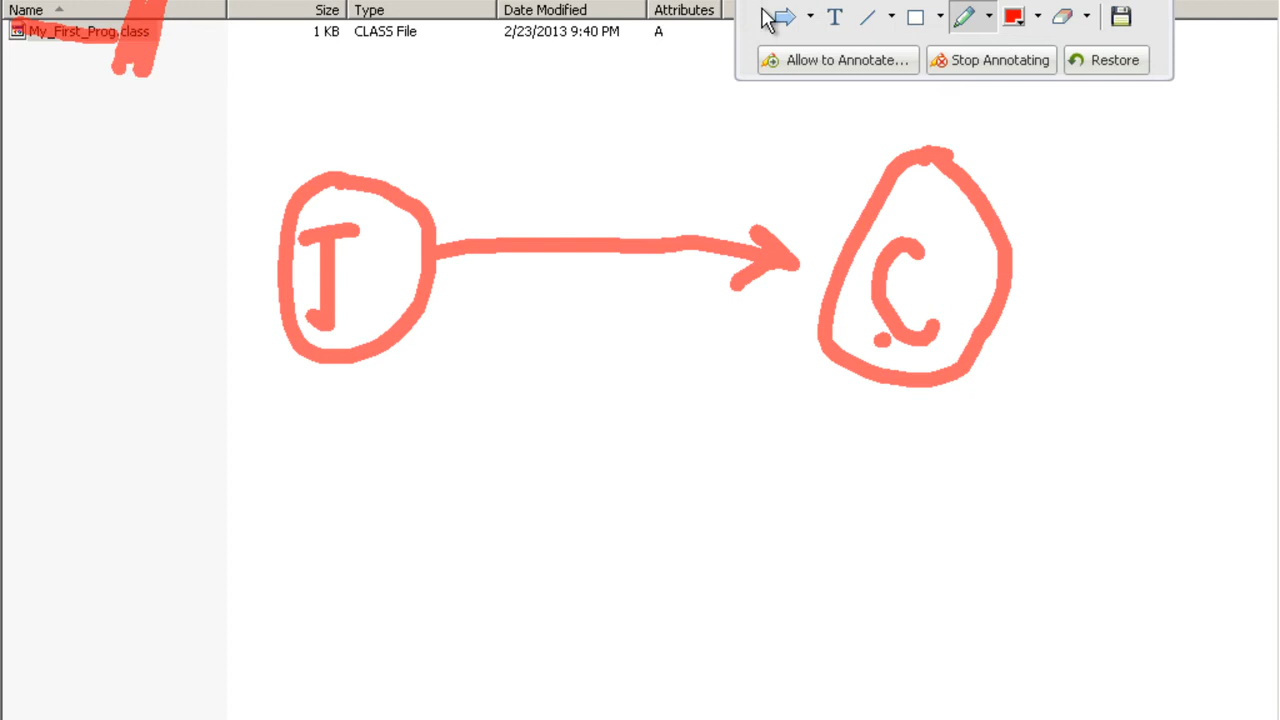 Name Size Type Date Modified Attributes
My_First_Prog.class 1 KB CLASS File 2/23/2013 9:40 PM A
T
Allow to Annotate... Stop Annotating Restore
J .C